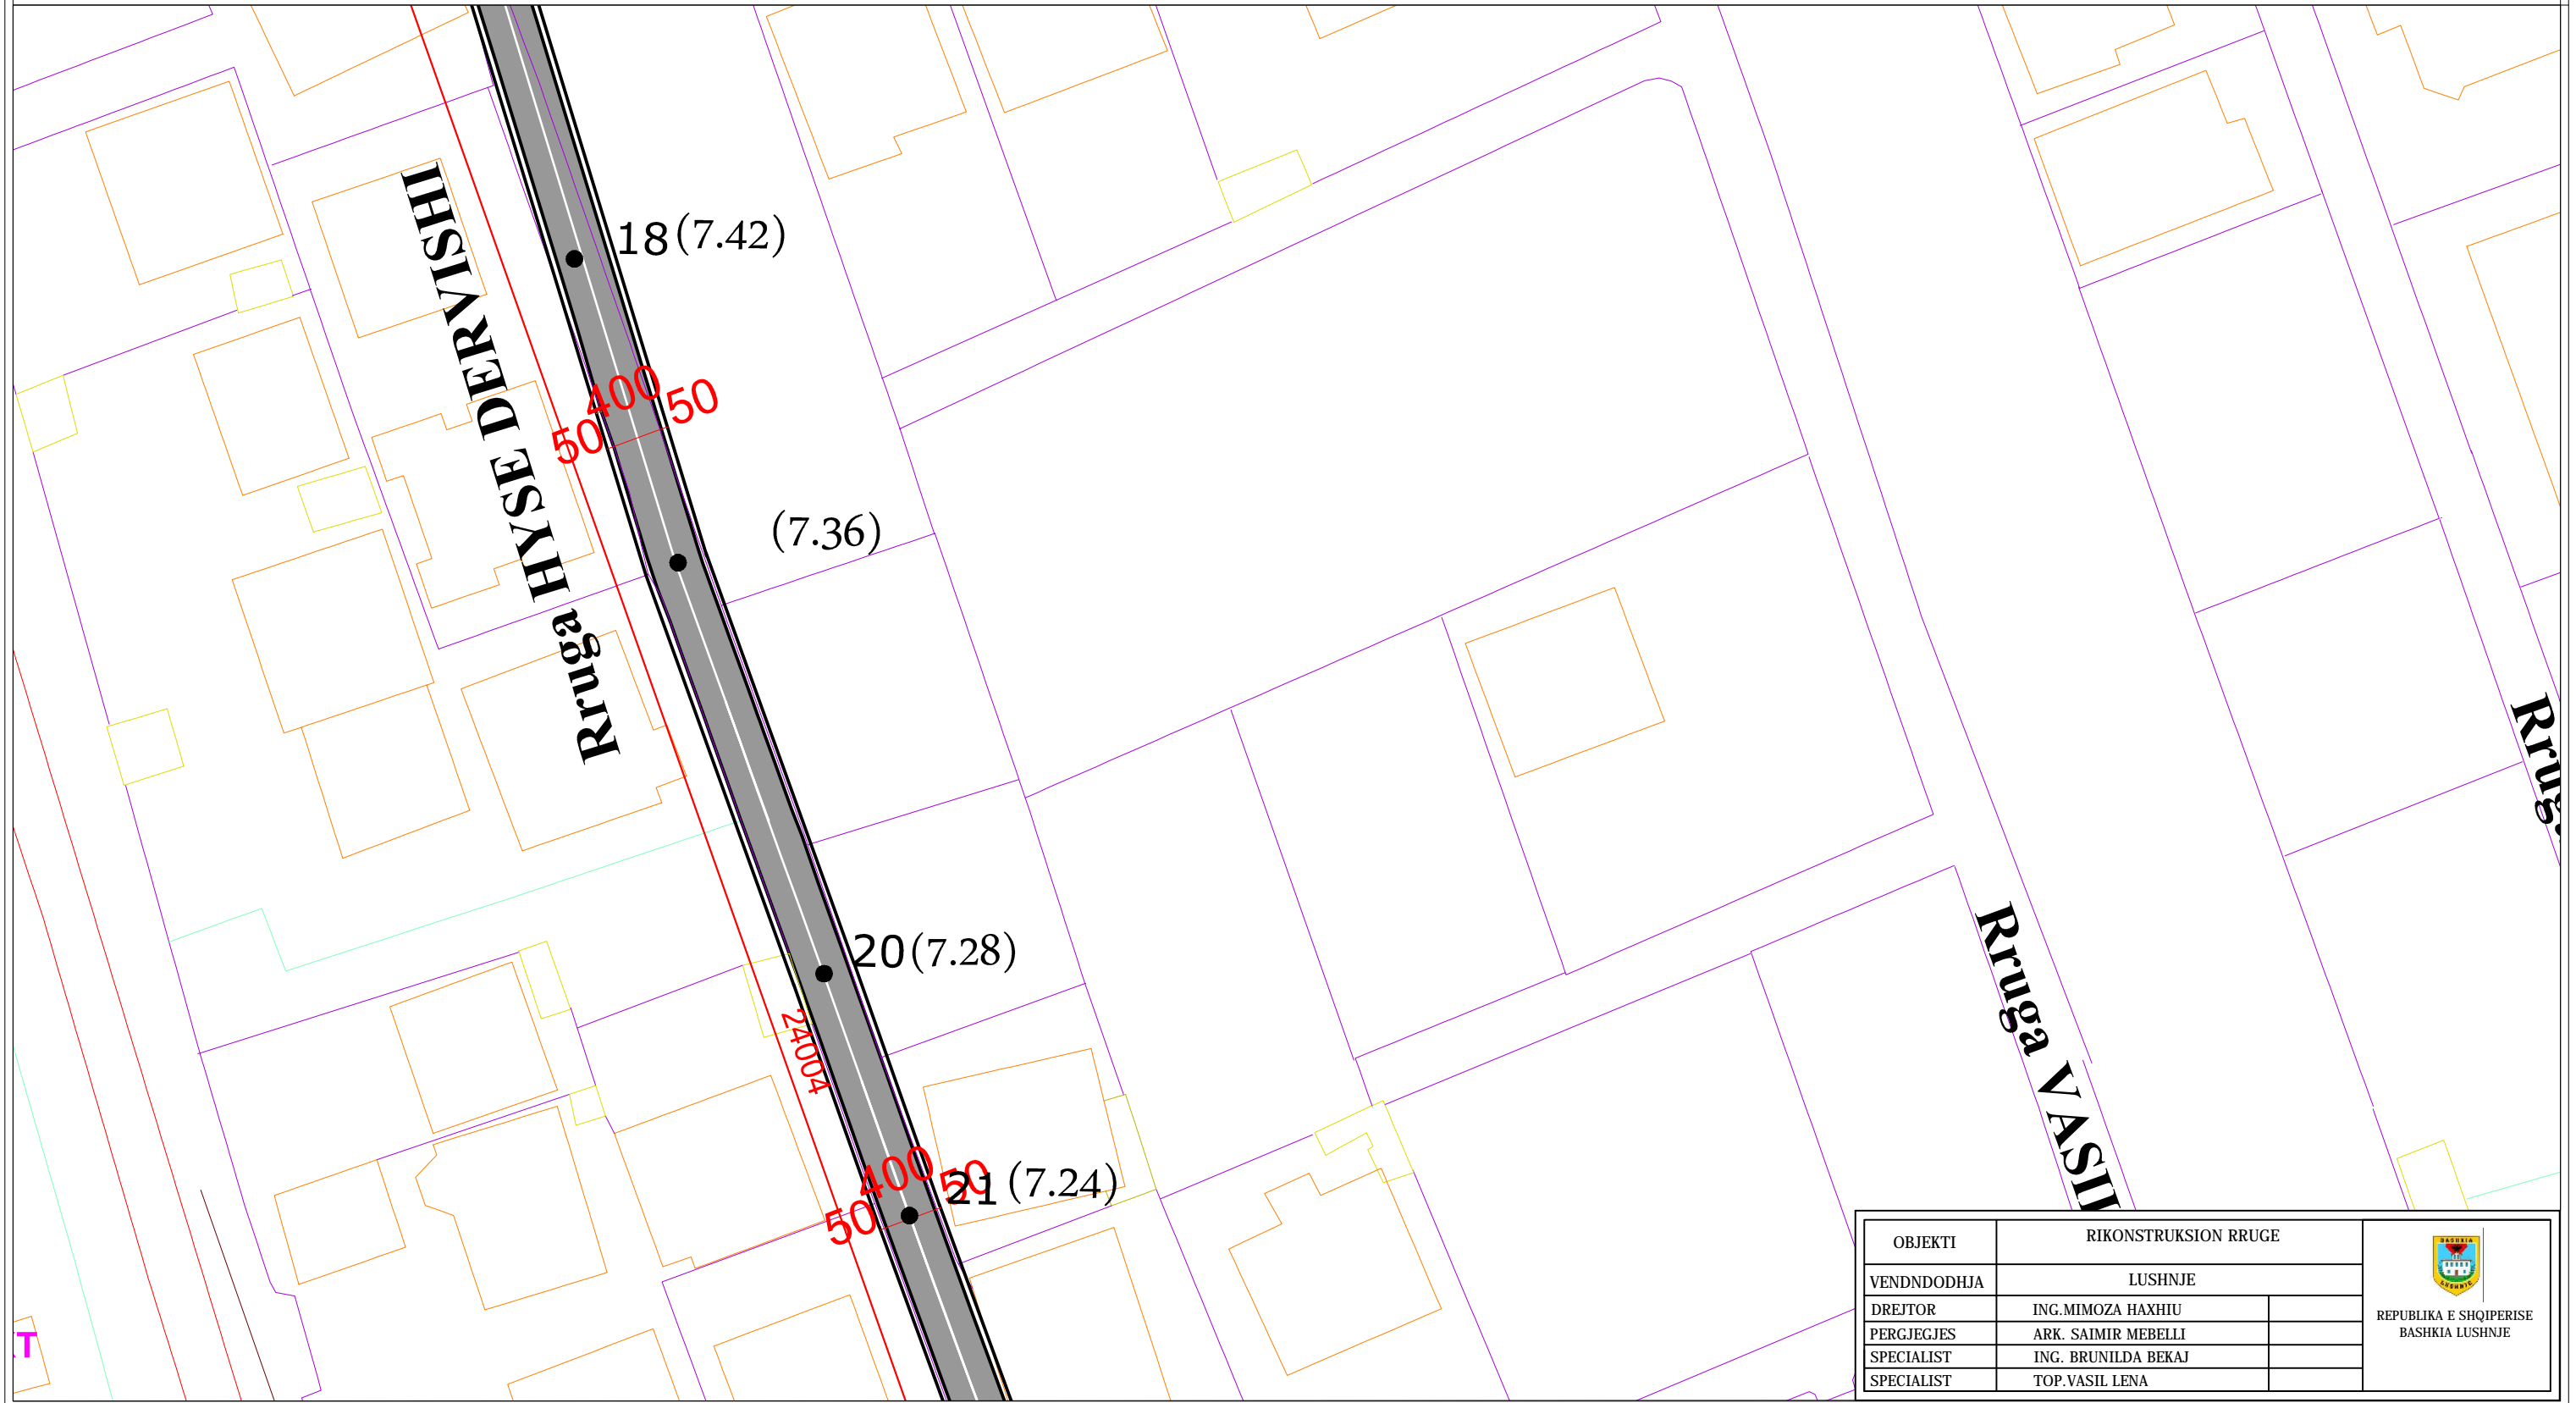 Rruga HYSE DERVISHI
18 (7.42)
50 400 50
(7.36)
20 (7.28)
24004
50 400 50
21 (7.24)
Rruga VASIL
T
OBJEKTI RIKONSTRUKSION RRUGE
VENDNDODHJA LUSHNJE
DREJTOR ING.MIMOZA HAXHIU
PERGJEGJES ARK. SAIMIR MEBELLI
SPECIALIST ING. BRUNILDA BEKAJ
SPECIALIST TOP.VASIL LENA
BASHKIA
LUSHNJE
REPUBLIKA E SHQIPERISE
BASHKIA LUSHNJE